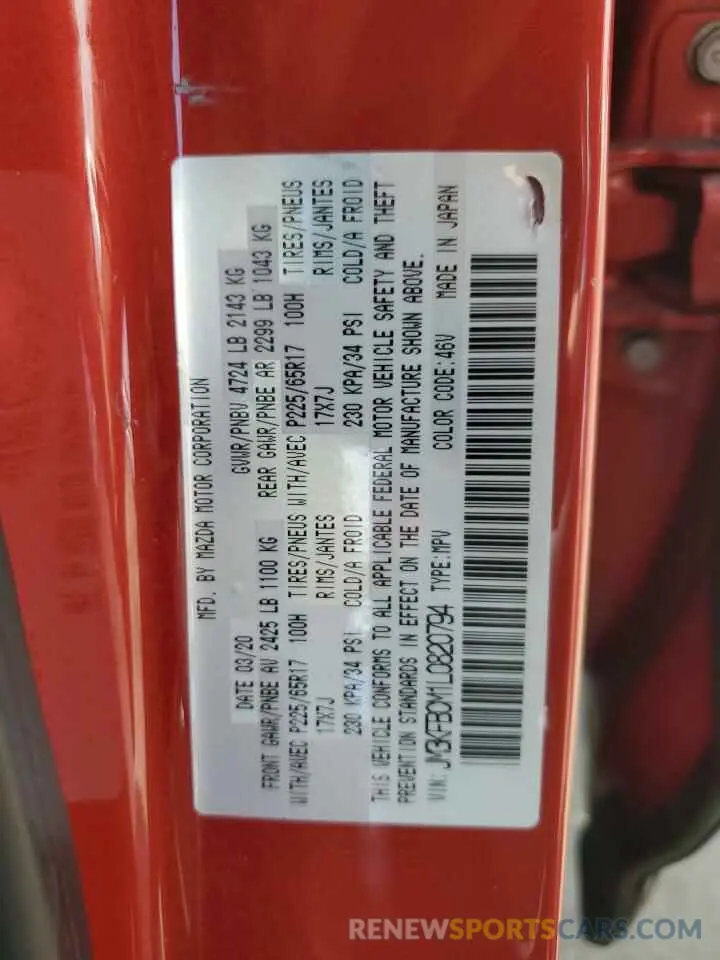 MFD. BY MAZDA MOTOR CORPORATION
DATE 03/20 GVWR/PNBV 4724 LB 2143 KG
FRONT GAWR/PNBE AV 2425 LB 1100 KG REAR GAWR/PNBE AR 2299 LB 1043 KG
WITH/AVEC P225/65R17 100H TIRES/PNEUS WITH/AVEC P225/65R17 100H TIRES/PNEUS
17X7J RIMS/JANTES 17X7J RIMS/JANTES
230 KPA/34 PSI COLD/A FROID 230 KPA/34 PSI COLD/A FROID
THIS VEHICLE CONFORMS TO ALL APPLICABLE FEDERAL MOTOR VEHICLE SAFETY AND THEFT
PREVENTION STANDARDS IN EFFECT ON THE DATE OF MANUFACTURE SHOWN ABOVE.
VIN: JM3KFBCM1L0820794 TYPE:MPV COLOR CODE:46V MADE IN JAPAN
RENEWSPORTSCARS.COM